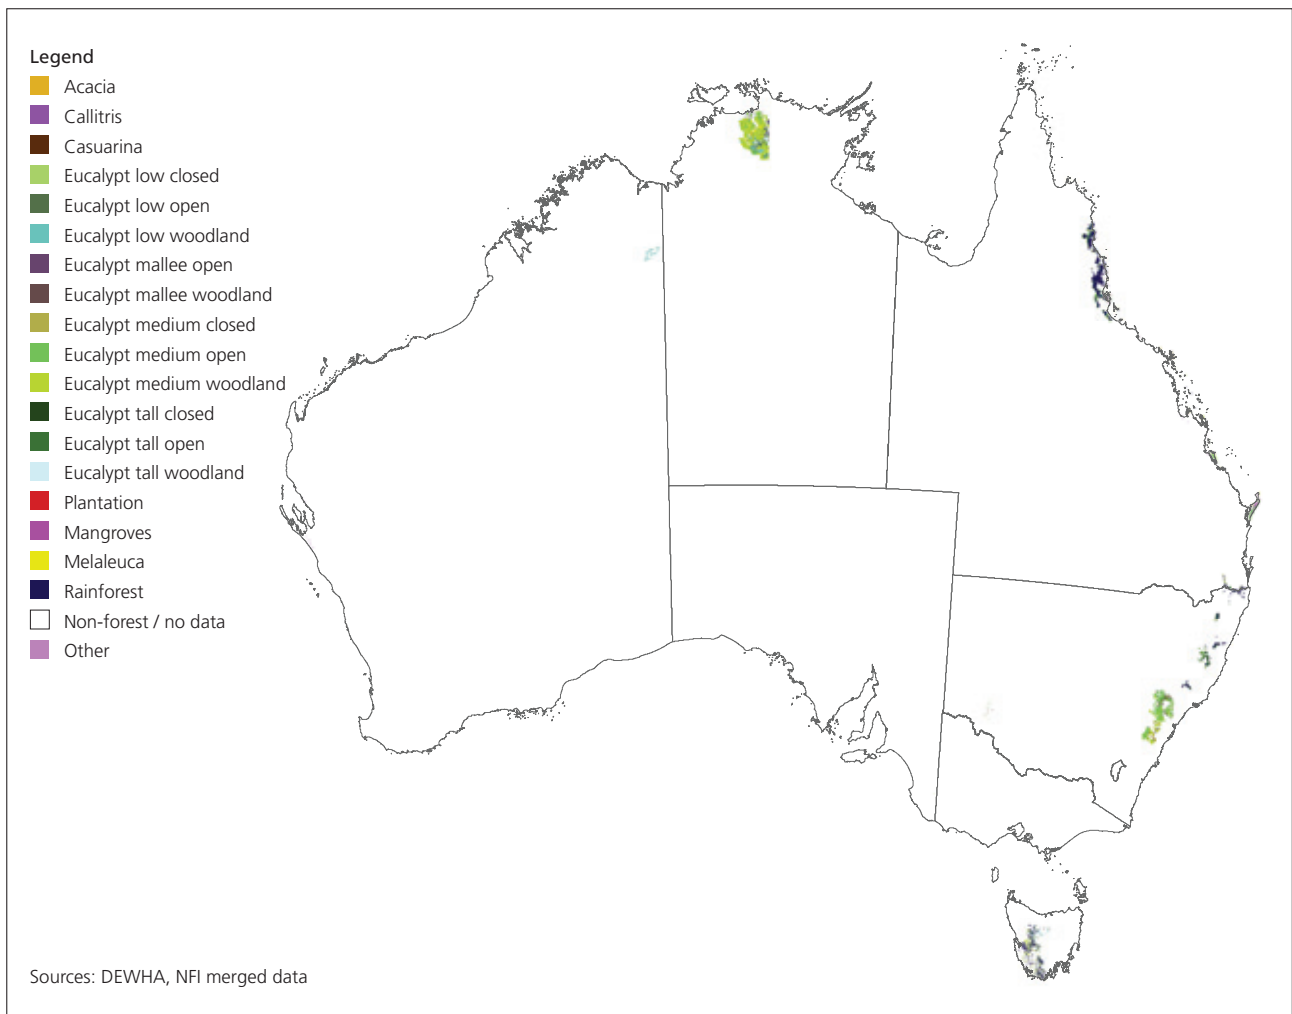 Legend
Acacia
Callitris
Casuarina
Eucalypt low closed
Eucalypt low open
Eucalypt low woodland
Eucalypt mallee open
Eucalypt mallee woodland
Eucalypt medium closed
Eucalypt medium open
Eucalypt medium woodland
Eucalypt tall closed
Eucalypt tall open
Eucalypt tall woodland
Plantation
Mangroves
Melaleuca
Rainforest
Non-forest / no data
Other
Sources: DEWHA, NFI merged data